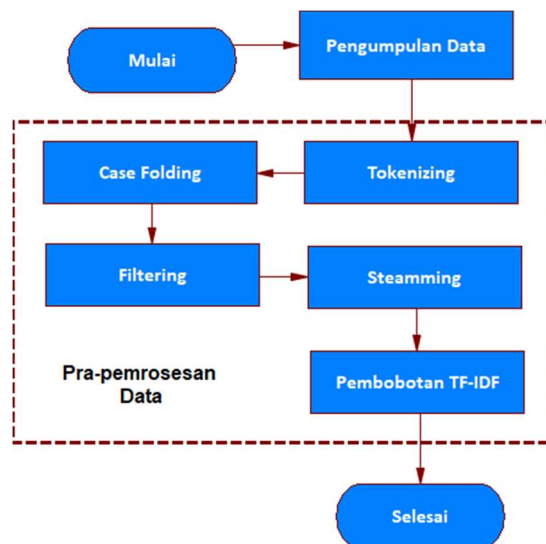 Mulai
Pengumpulan Data
Tokenizing
Case Folding
Filtering
Steamming
Pembobotan TF-IDF
Pra-pemrosesan
Data
Selesai